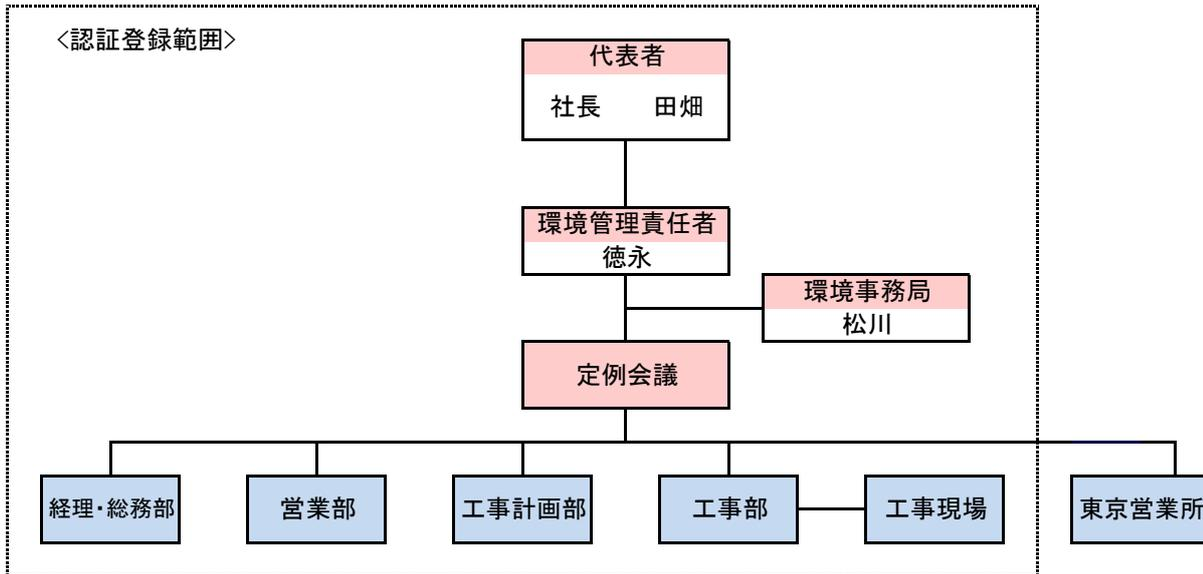 <認証登録範囲>
代表者
社長 田畑
環境管理責任者
徳永
環境事務局
松川
定例会議
経理・総務部
営業部
工事計画部
工事部
工事現場
東京営業所